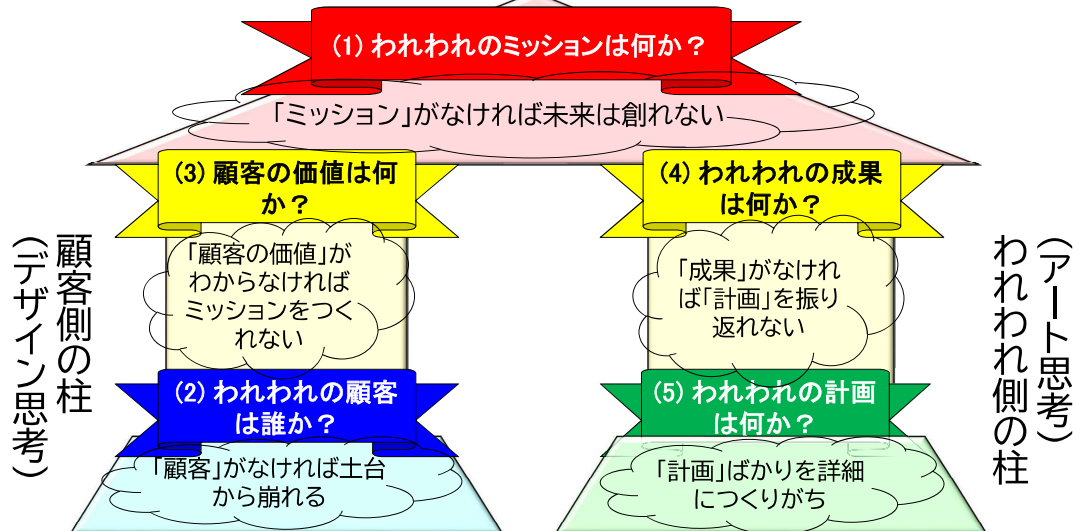 (1) われわれのミッションは何か？
「ミッション」がなければ未来は創れない
(3) 顧客の価値は何
か？
「顧客の価値」が
わからなければ
ミッションをつく
れない
(2) われわれの顧客
は誰か？
「顧客」がなければ土台
から崩れる
(4) われわれの成果
は何か？
「成果」がなけれ
ば「計画」を振り
返れない
(5) われわれの計画
は何か？
「計画」ばかりを詳細
につくりがち
顧客側の柱
（デザイン思考）
（アート思考）
われわれ側の柱